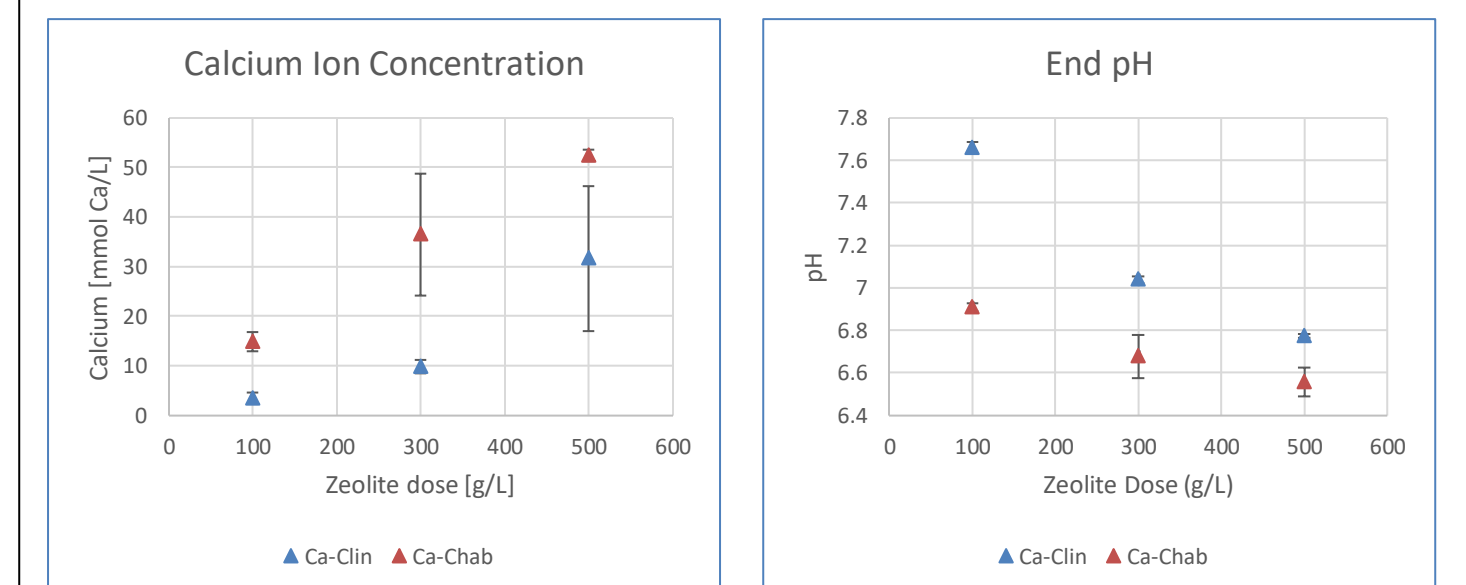 Calcium Ion Concentration
60
50
40
30
20
10
0
Calcium [mmol Ca/L]
0 100 200 300 400 500 600
Zeolite dose [g/L]
Ca-Clin Ca-Chab
End pH
7.8
7.6
7.4
7.2
7
6.8
6.6
6.4
pH
0 100 200 300 400 500 600
Zeolite Dose (g/L)
Ca-Clin Ca-Chab